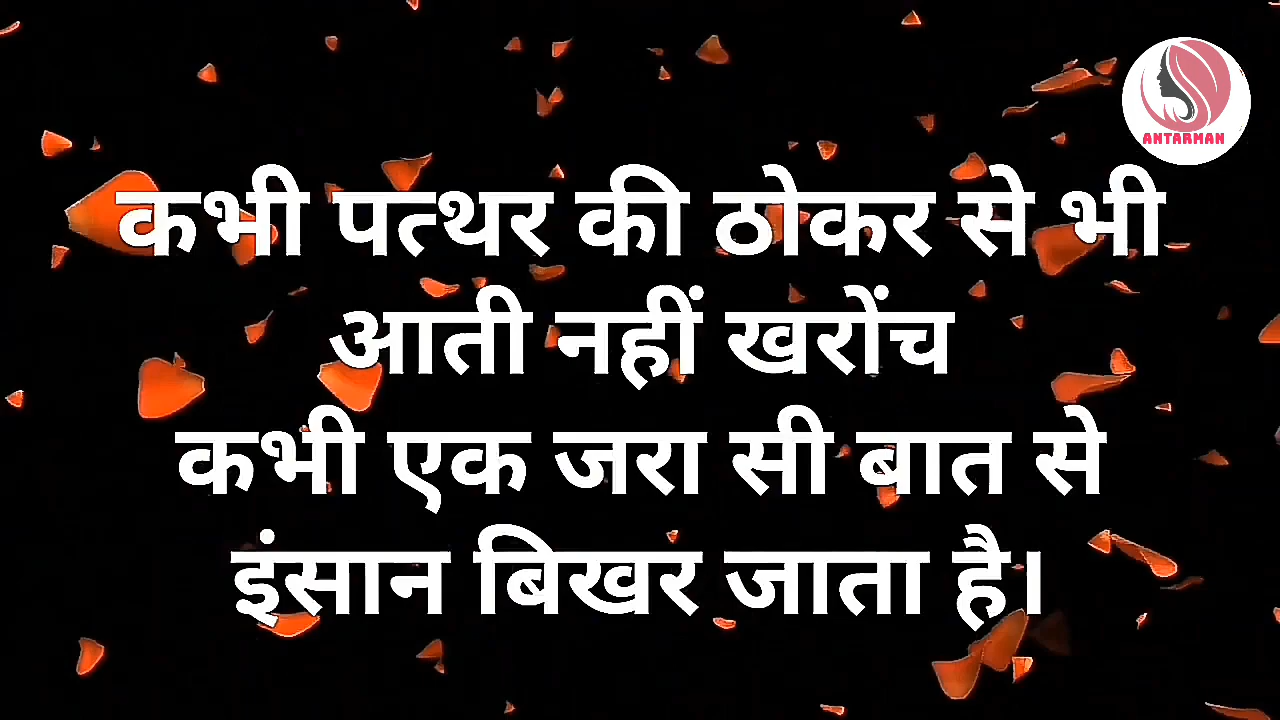 ANTARMAN
कभी पत्थर की ठोकर से भी
आती नहीं खरोंच
कभी एक जरा सी बात से
इंसान बिखर जाता है।